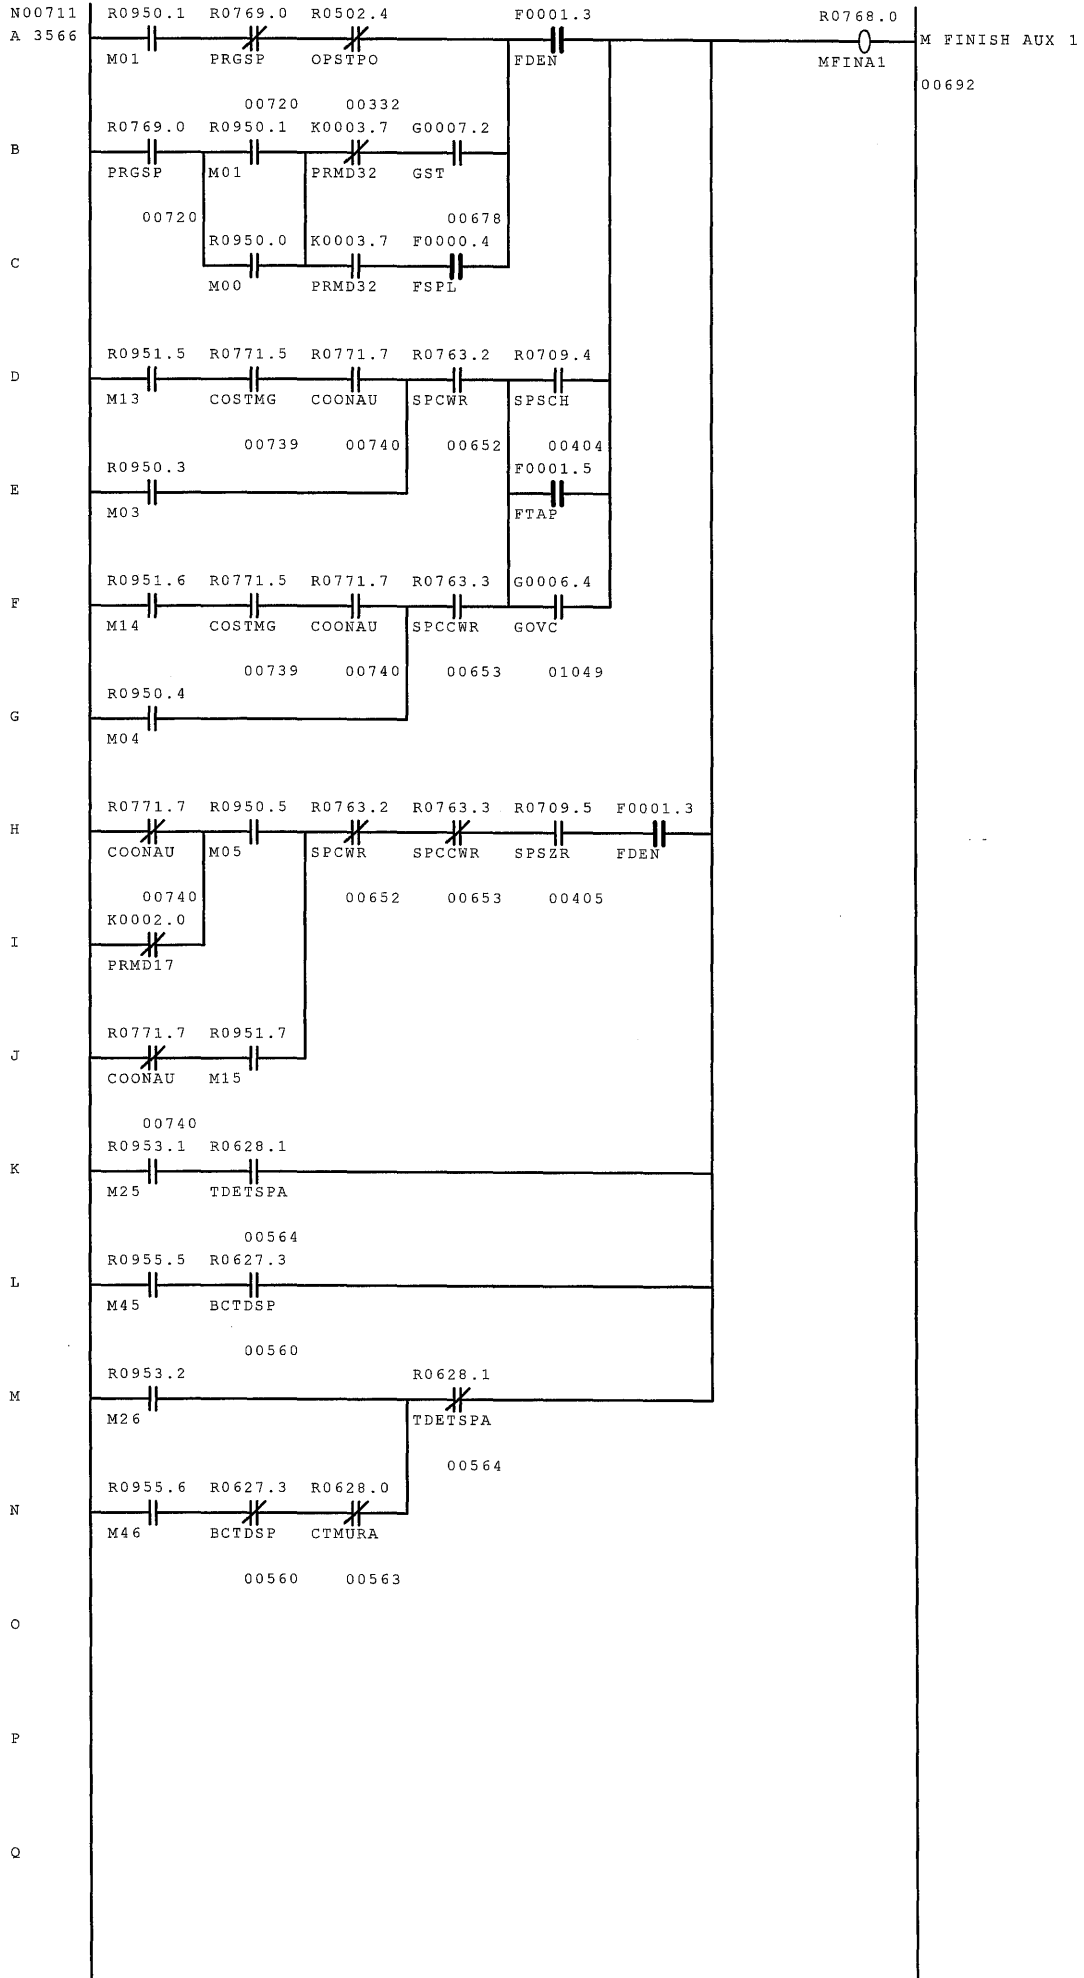 N00711 R0950.1 R0769.0 R0502.4 F0001.3 R0768.0
A 3566 M FINISH AUX 1
M01 PRGSP OPSTPO FDEN MFINA1
00692
00720 00332
R0769.0 R0950.1 K0003.7 G0007.2
B
PRGSP M01 PRMD32 GST
00720 00678
R0950.0 K0003.7 F0000.4
C
M00 PRMD32 FSPL
R0951.5 R0771.5 R0771.7 R0763.2 R0709.4
D
M13 COSTMG COONAU SPCWR SPSCH
00739 00740 00652 00404
R0950.3 F0001.5
E
M03 FTAP
R0951.6 R0771.5 R0771.7 R0763.3 G0006.4
F
M14 COSTMG COONAU SPCCWR GOVC
00739 00740 00653 01049
R0950.4
G
M04
R0771.7 R0950.5 R0763.2 R0763.3 R0709.5 F0001.3
H
COONAU M05 SPCWR SPCCWR SPSZR FDEN
00740 00652 00653 00405
K0002.0
I
PRMD17
R0771.7 R0951.7
J
COONAU M15
00740
R0953.1 R0628.1
K
M25 TDETSPA
00564
R0955.5 R0627.3
L
M45 BCTDSP
00560
R0953.2 R0628.1
M
M26 TDETSPA
00564
R0955.6 R0627.3 R0628.0
N
M46 BCTDSP CTMURA
00560 00563
O
P
Q